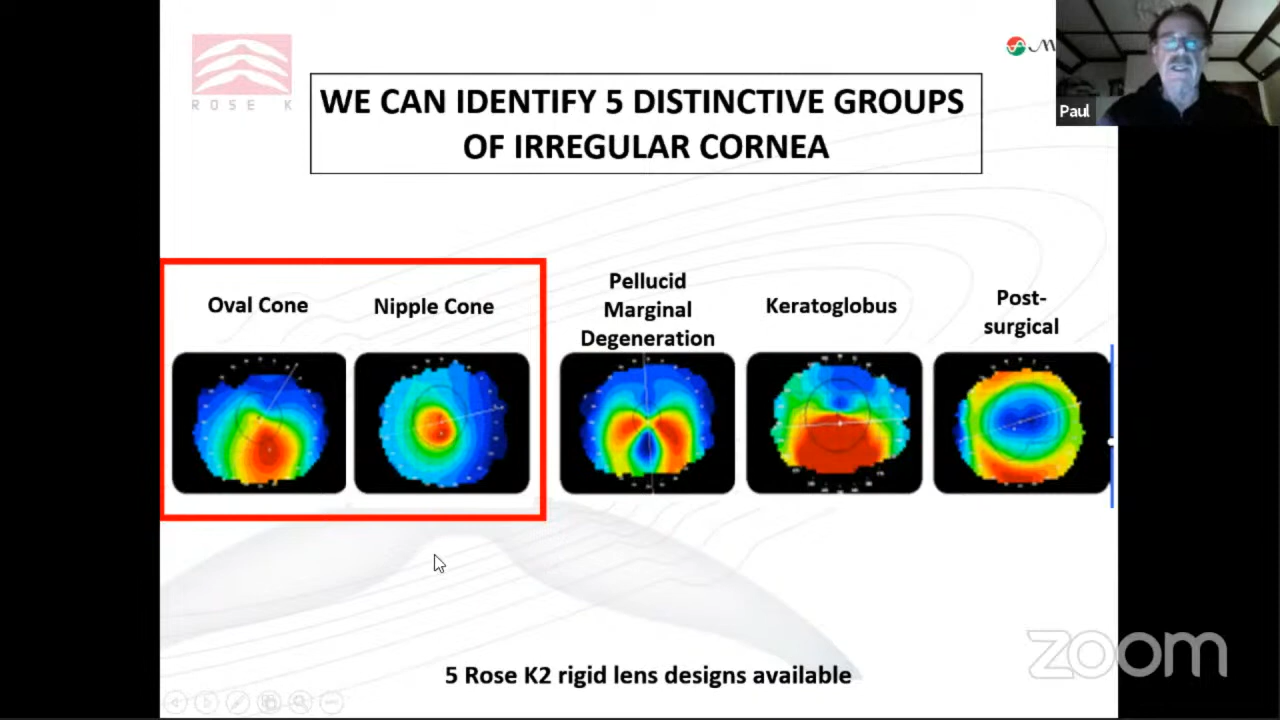 ROSE K
M
Paul
WE CAN IDENTIFY 5 DISTINCTIVE GROUPS
OF IRREGULAR CORNEA
Oval Cone
Nipple Cone
Pellucid
Marginal
Degeneration
Keratoglobus
Post-
surgical
5 Rose K2 rigid lens designs available
zoom